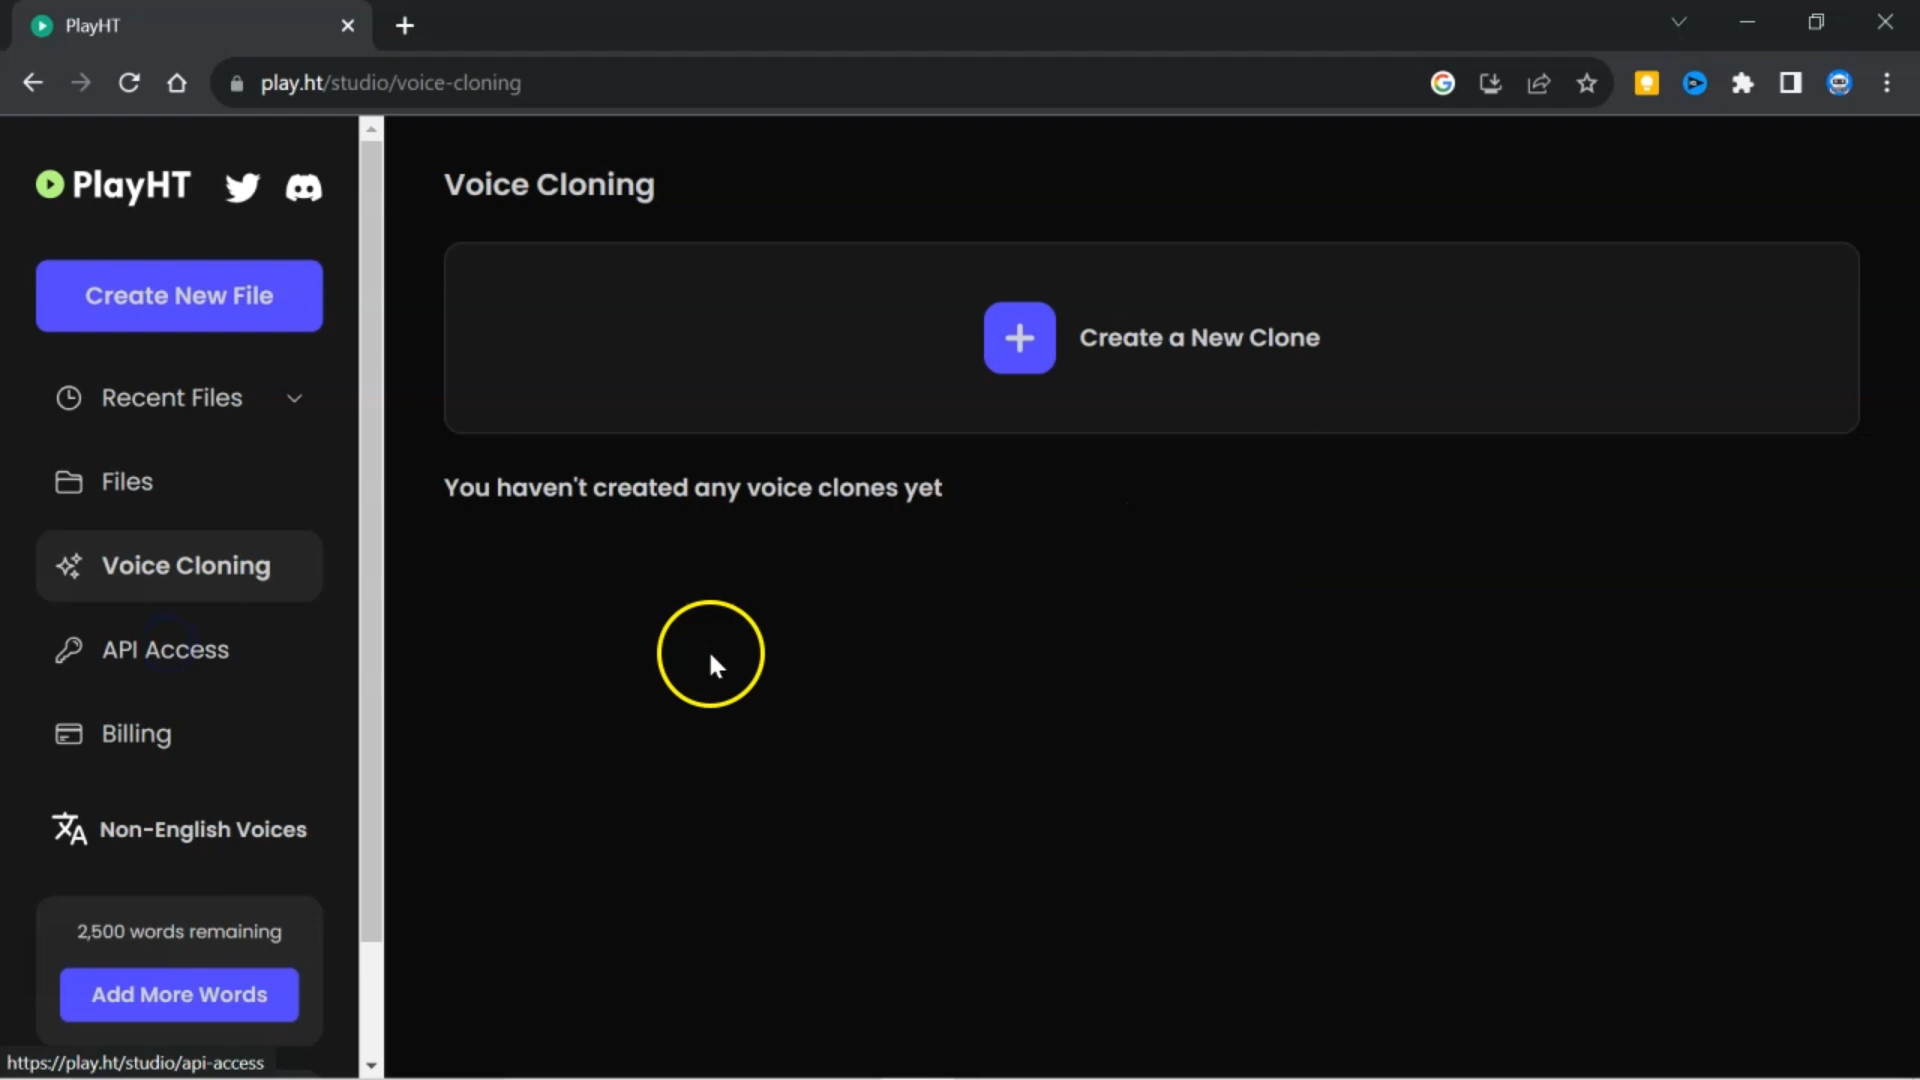 PlayHT
play.ht/studio/voice-cloning
PlayHT
Create New File
Recent Files
Files
Voice Cloning
API Access
Billing
Non-English Voices
2,500 words remaining
Add More Words
https://play.ht/studio/api-access
Voice Cloning
Create a New Clone
You haven't created any voice clones yet